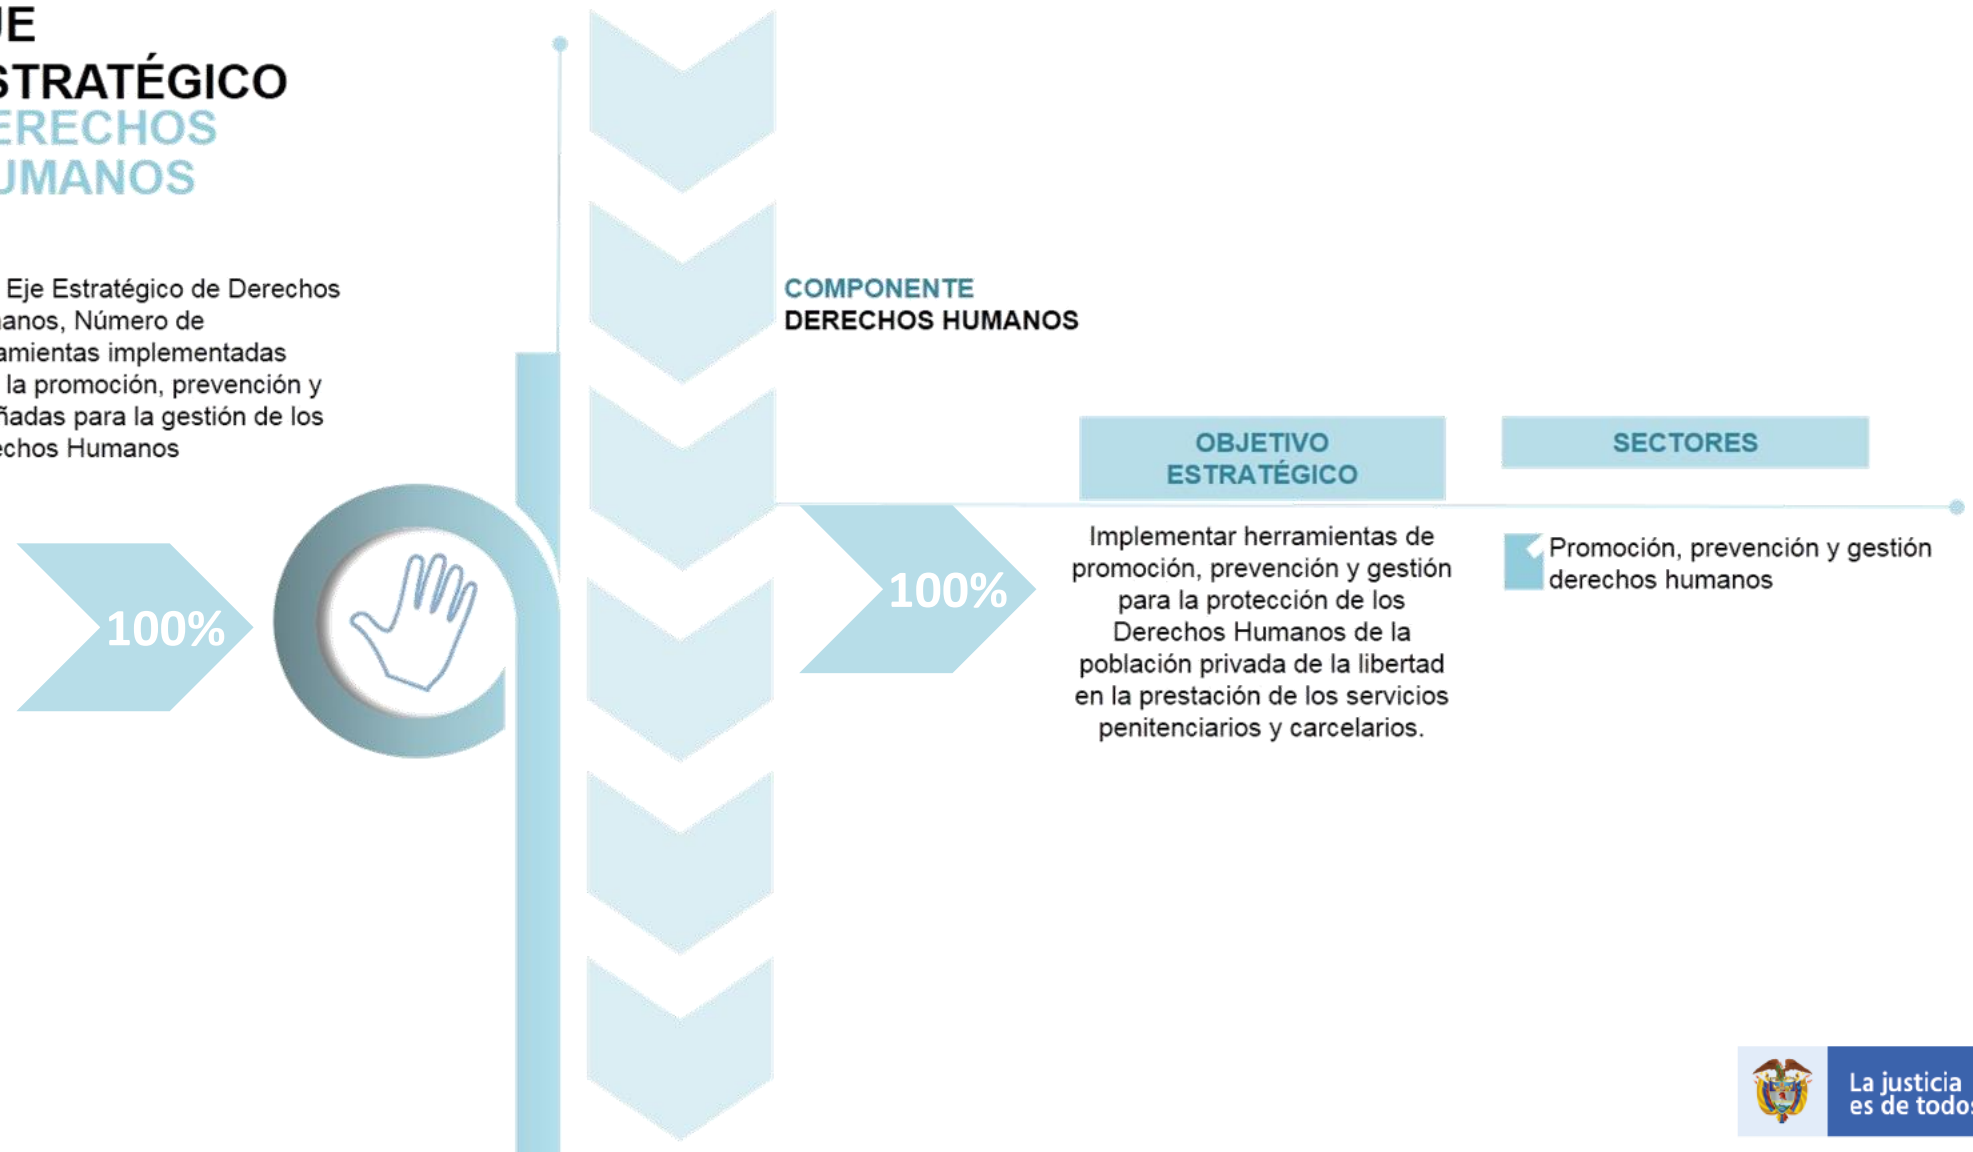 JE
STRATÉGICO
ERECHOS
UMANOS
Eje Estratégico de Derechos
anos, Número de
amientas implementadas
la promoción, prevención y
ñadas para la gestión de los
echos Humanos
100%
COMPONENTE
DERECHOS HUMANOS
100%
OBJETIVO
ESTRATÉGICO
Implementar herramientas de
promoción, prevención y gestión
para la protección de los
Derechos Humanos de la
población privada de la libertad
en la prestación de los servicios
penitenciarios y carcelarios.
SECTORES
Promoción, prevención y gestión
derechos humanos
La justicia
es de todos